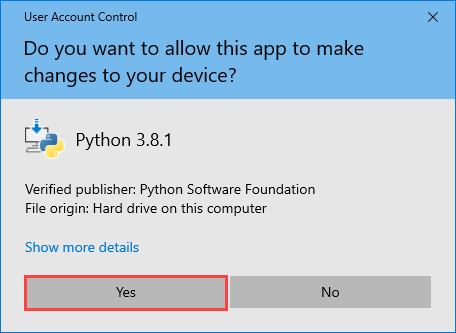 User Account Control
Do you want to allow this app to make
changes to your device?
Python 3.8.1
Verified publisher: Python Software Foundation
File origin: Hard drive on this computer
Show more details
Yes
No